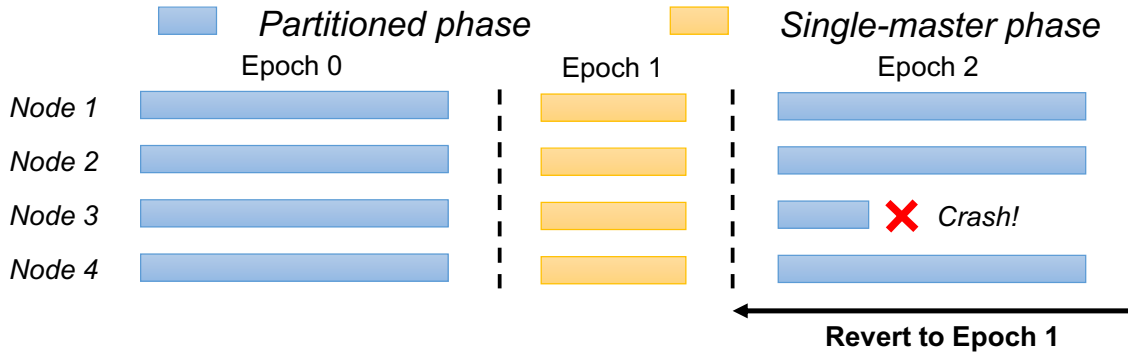 Partitioned phase Single-master phase
Epoch 0 Epoch 1 Epoch 2
Node 1
Node 2
Node 3 Crash!
Node 4
Revert to Epoch 1